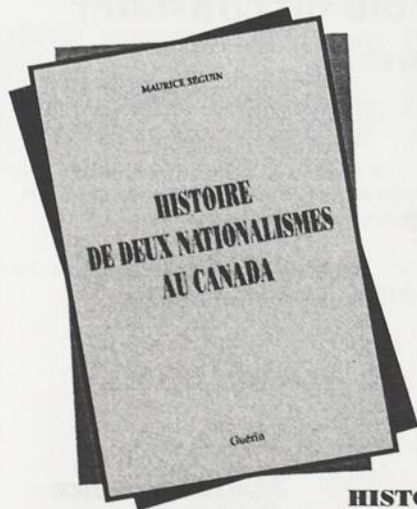 MAURICE SÉGUIN
HISTOIRE
DE DEUX NATIONALISMES
AU CANADA
Guérin
HISTO